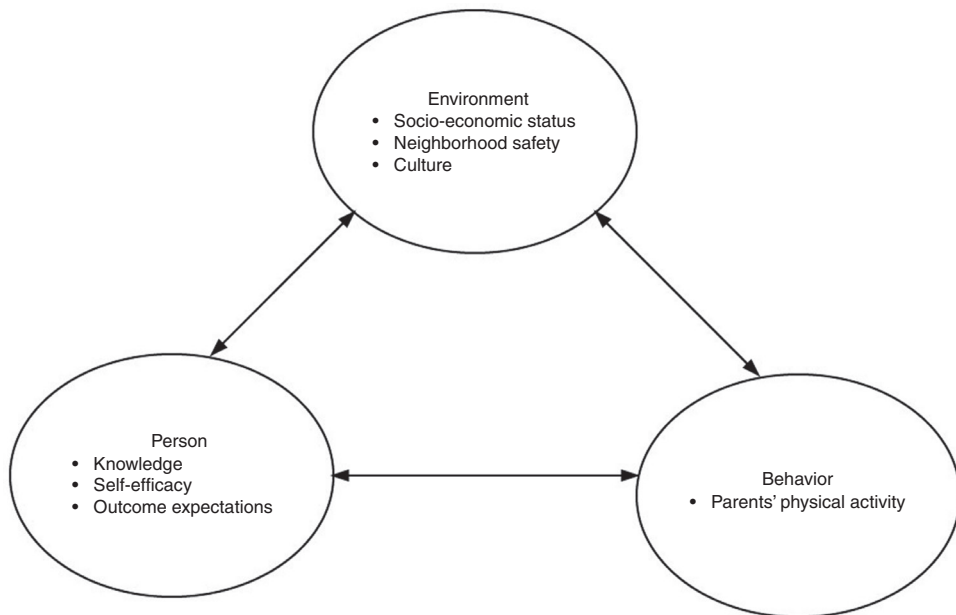 Environment
• Socio-economic status
• Neighborhood safety
• Culture
Person
• Knowledge
• Self-efficacy
• Outcome expectations
Behavior
• Parents’ physical activity